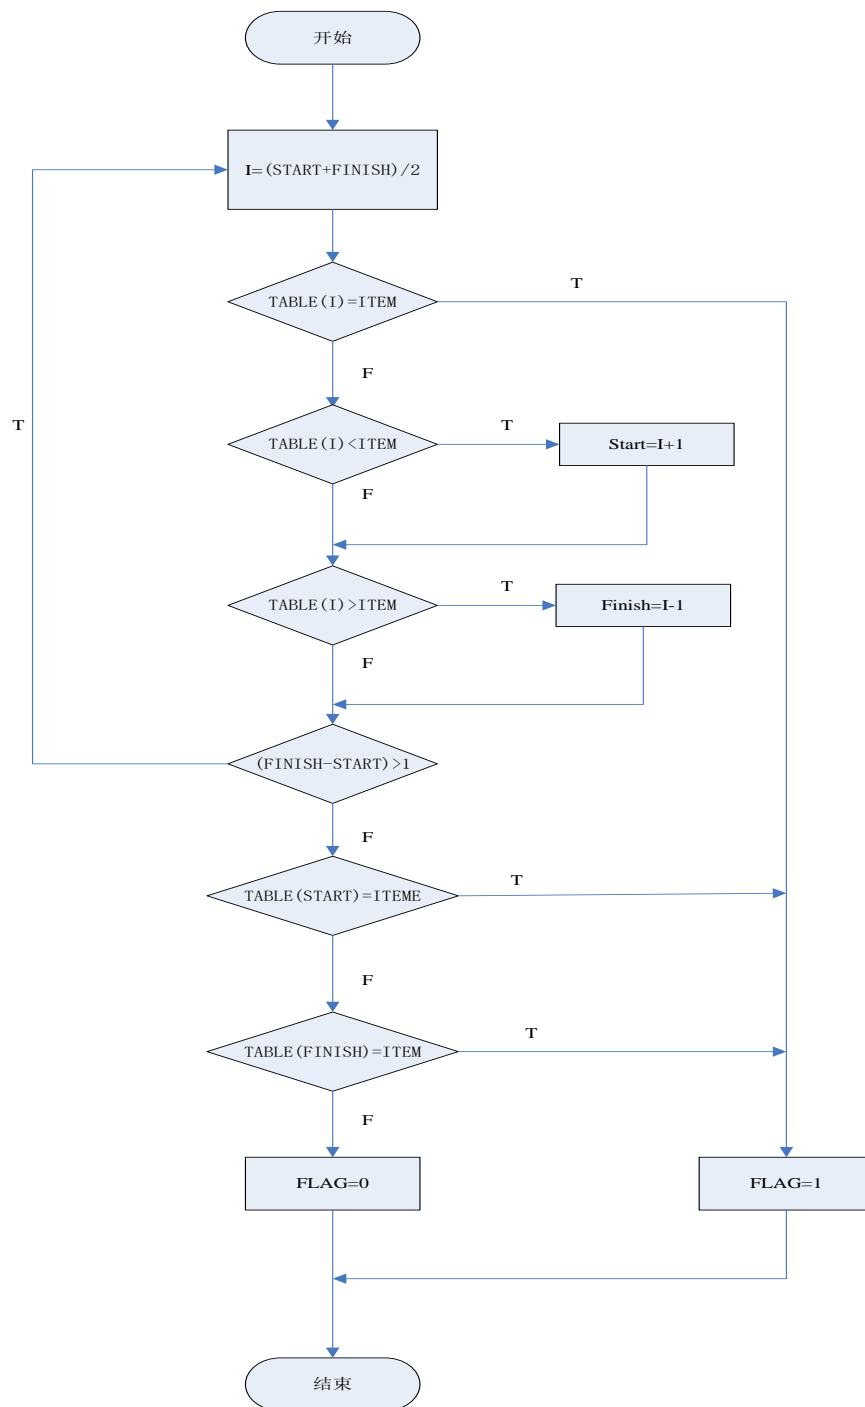 开始
I=(START+FINISH)/2
TABLE(I)=ITEM
T
F
T
TABLE(I)<ITEM
T
Start=I+1
F
TABLE(I)>ITEM
T
Finish=I-1
F
(FINISH-START)>1
F
TABLE(START)=ITEME
T
F
TABLE(FINISH)=ITEM
T
F
FLAG=0
FLAG=1
结束